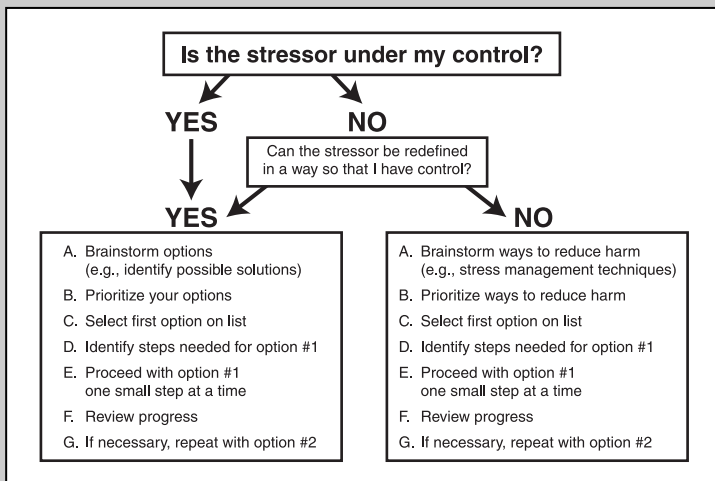 Is the stressor under my control?
YES
NO
Can the stressor be redefined
in a way so that I have control?
YES
NO
A. Brainstorm options
(e.g., identify possible solutions)
B. Prioritize your options
C. Select first option on list
D. Identify steps needed for option #1
E. Proceed with option #1
one small step at a time
F. Review progress
G. If necessary, repeat with option #2
A. Brainstorm ways to reduce harm
(e.g., stress management techniques)
B. Prioritize ways to reduce harm
C. Select first option on list
D. Identify steps needed for option #1
E. Proceed with option #1
one small step at a time
F. Review progress
G. If necessary, repeat with option #2